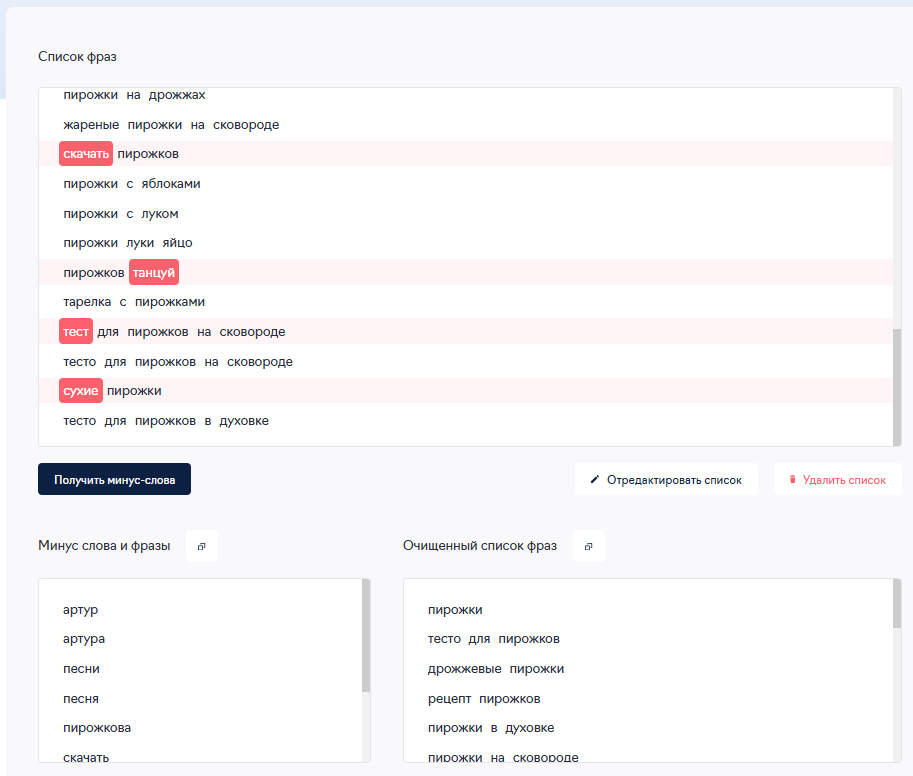 Список фраз
пирожки на дрожжах
жареные пирожки на сковороде
скачать пирожков
пирожки с яблоками
пирожки с луком
пирожки луки яйцо
пирожков танцуй
тарелка с пирожками
тест для пирожков на сковороде
тесто для пирожков на сковороде
сухие пирожки
тесто для пирожков в духовке
Получить минус-слова
Отредактировать список
Удалить список
Минус слова и фразы
артур
артура
песни
песня
пирожкова
скачать
Очищенный список фраз
пирожки
тесто для пирожков
дрожжевые пирожки
рецепт пирожков
пирожки в духовке
пирожки на сковороде